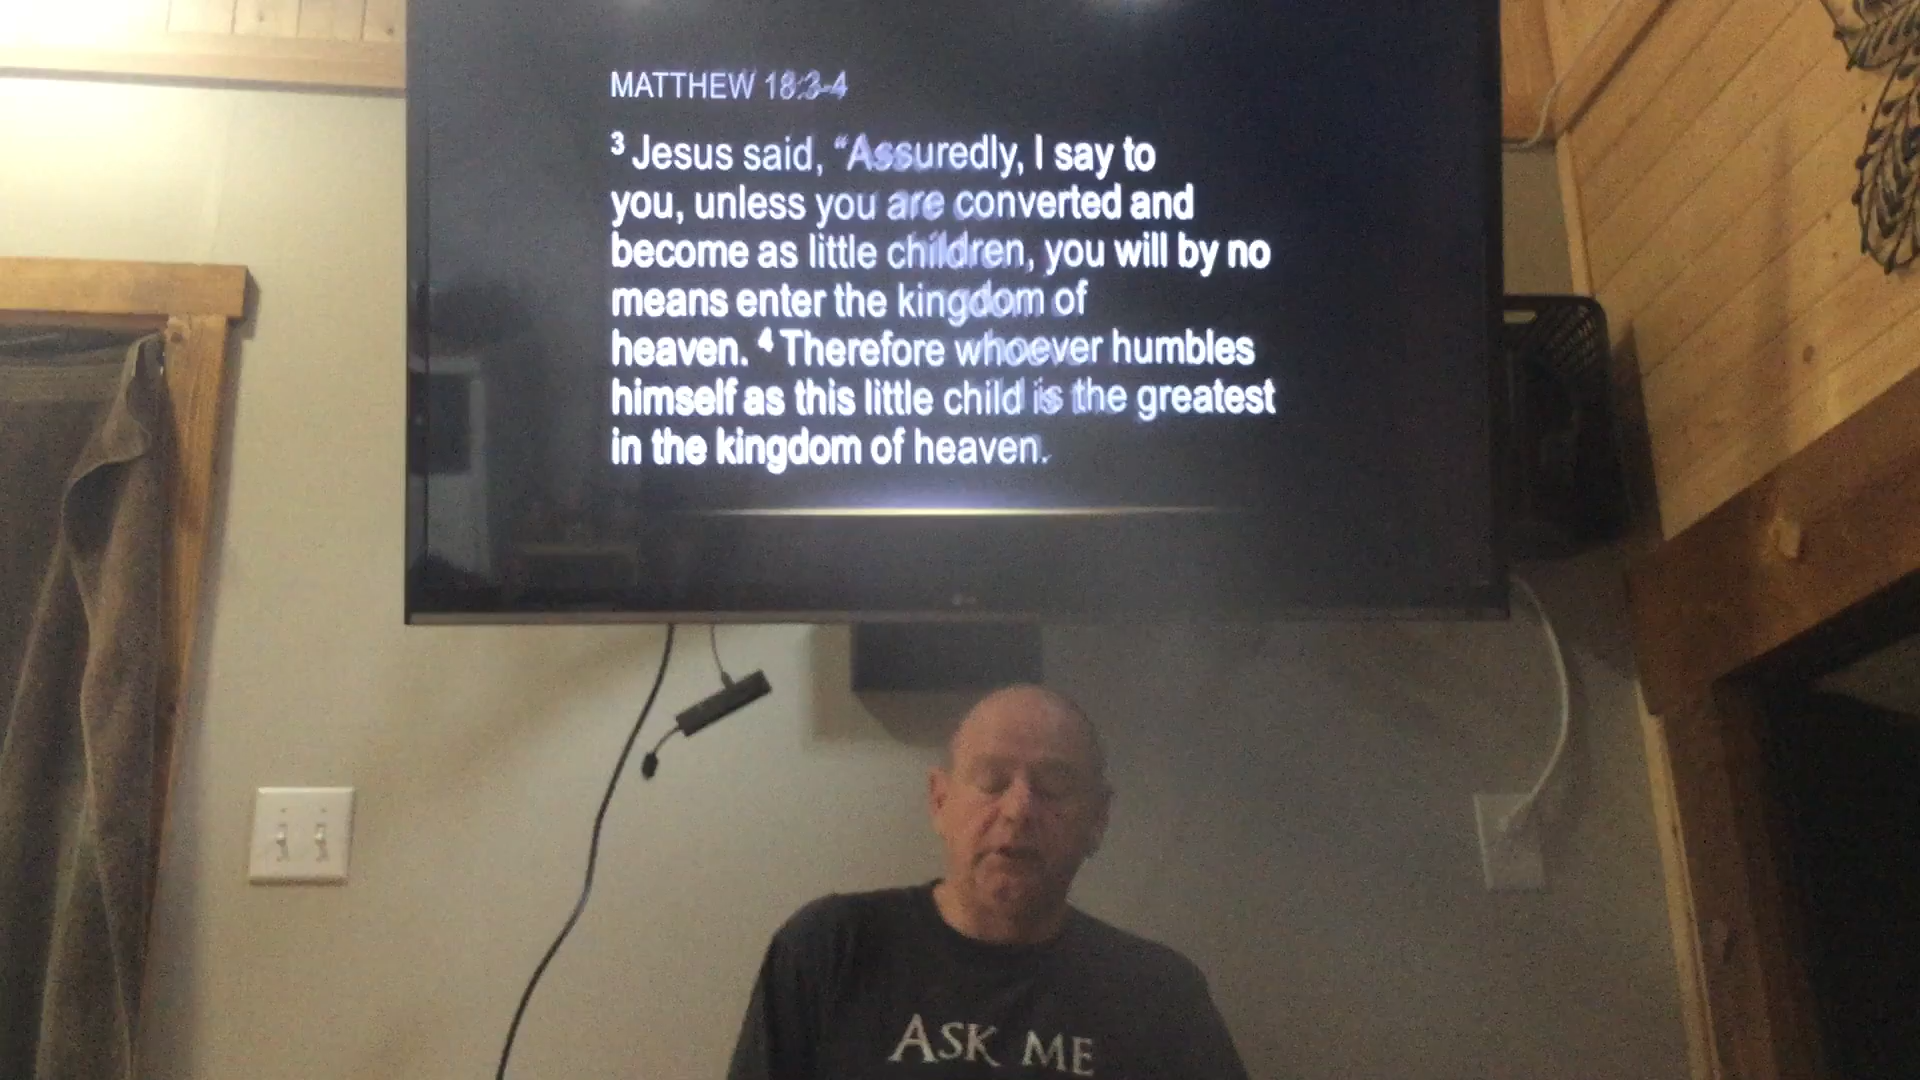 MATTHEW 18:3-4
3 Jesus said, “Assuredly, I say to
you, unless you are converted and
become as little children, you will by no
means enter the kingdom of
heaven. 4 Therefore whoever humbles
himself as this little child is the greatest
in the kingdom of heaven.
ASK ME